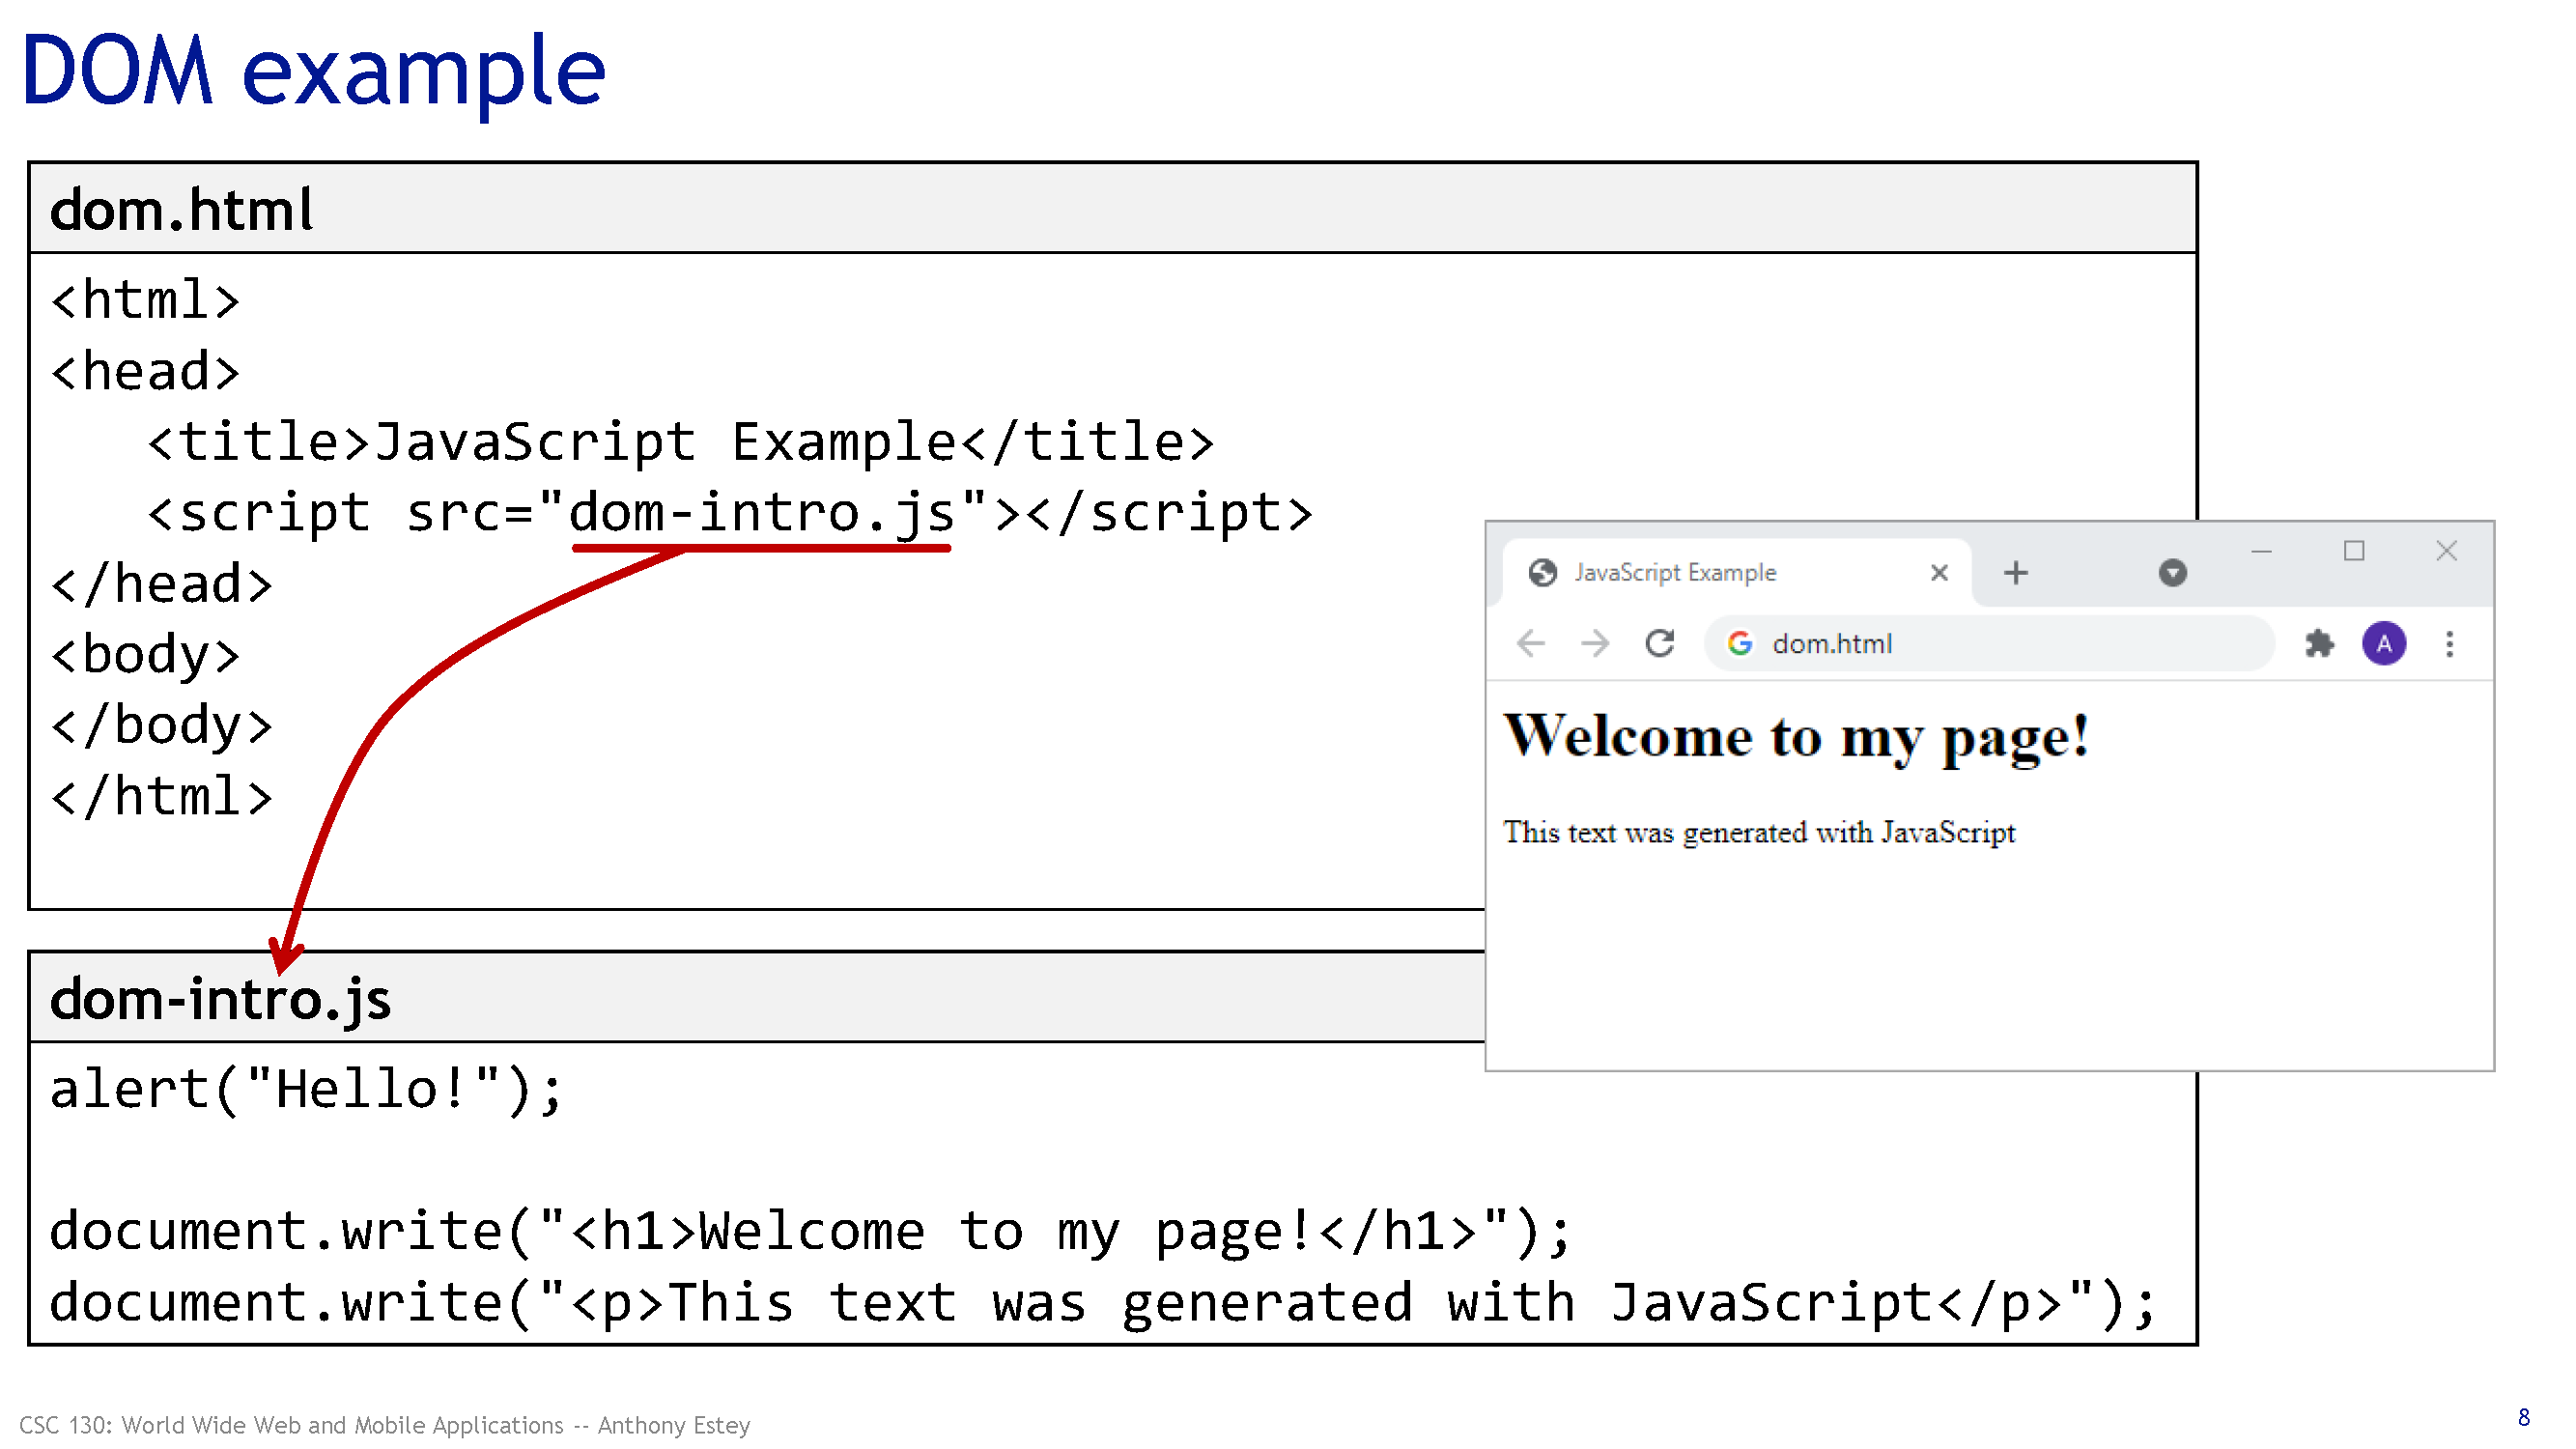 DOM example
dom.html
<html>
<head>
<title>JavaScript Example</title>
<script src="dom-intro.js"></script>
</head>
<body>
</body>
</html>
JavaScript Example
dom.html
A
Welcome to my page!
This text was generated with JavaScript
dom-intro.js
alert("Hello!");
document.write("<h1>Welcome to my page!</h1>");
document.write("<p>This text was generated with JavaScript</p>");
CSC 130: World Wide Web and Mobile Applications -- Anthony Estey
8